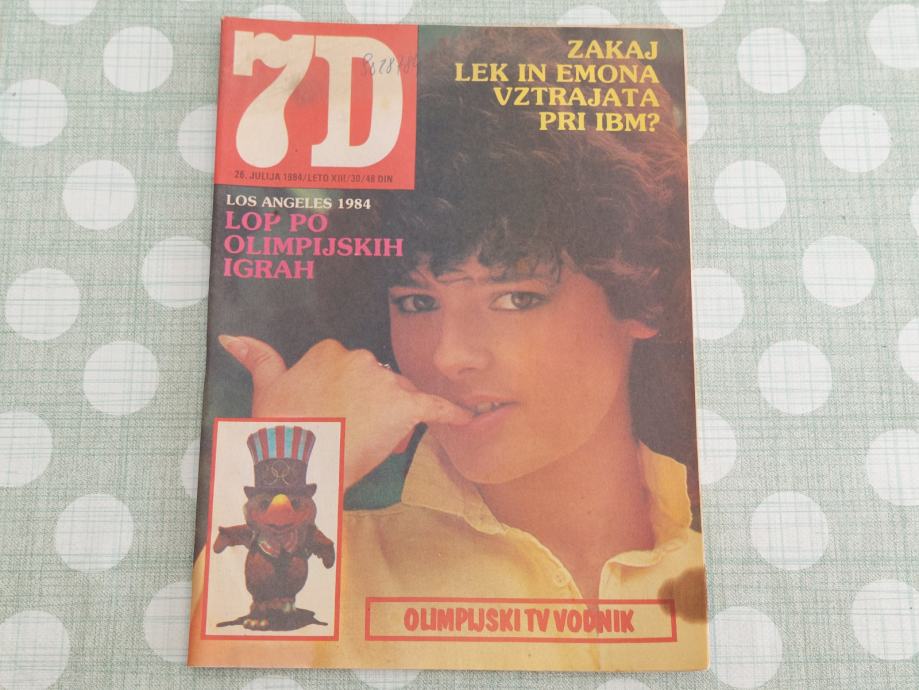 7D
26. JULIJA 1984/LETO XIII/30/48 DIN
ZAKAJ
LEK IN EMONA
VZTRAJATA
PRI IBM?
LOS ANGELES 1984
LOP PO
OLIMPIJSKIH
IGRAH
OLIMPIJSKI TV VODNIK